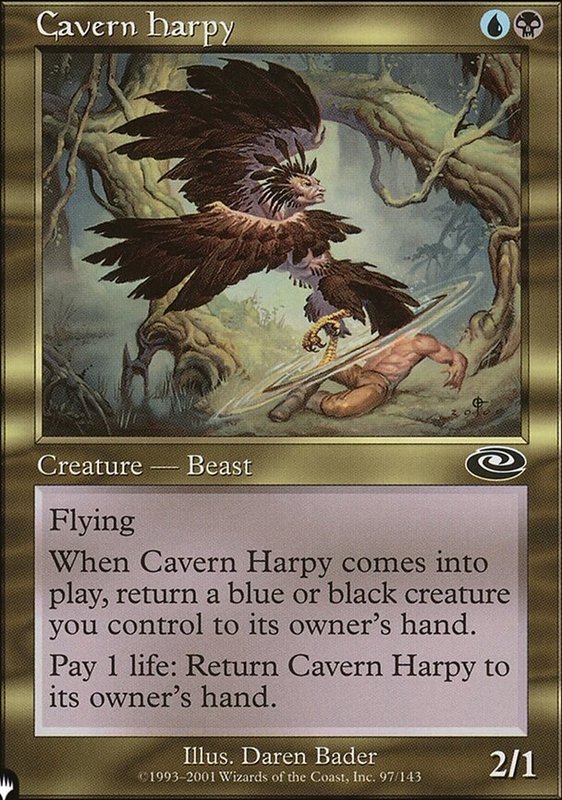 Cavern Harpy
Creature — Beast
Flying
When Cavern Harpy comes into
play, return a blue or black creature
you control to its owner's hand.
Pay 1 life: Return Cavern Harpy to
its owner's hand.
Illus. Daren Bader
©1993–2001 Wizards of the Coast, Inc. 97/143
2/1